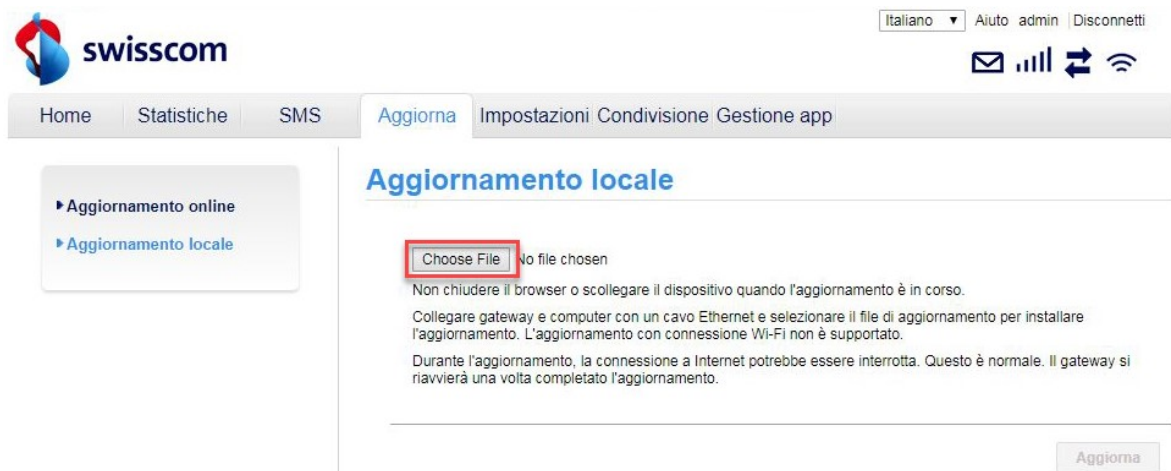 Italiano ▼ Aiuto admin Disconnetti
swisscom
Home Statistiche SMS Aggiorna Impostazioni Condivisione Gestione app
Aggiornamento online
Aggiornamento locale
Aggiornamento locale
Choose File No file chosen
Non chiudere il browser o scollegare il dispositivo quando l'aggiornamento è in corso.
Collegare gateway e computer con un cavo Ethernet e selezionare il file di aggiornamento per installare
l'aggiornamento. L'aggiornamento con connessione Wi-Fi non è supportato.
Durante l'aggiornamento, la connessione a Internet potrebbe essere interrotta. Questo è normale. Il gateway si
riavvierà una volta completato l'aggiornamento.
Aggiorna